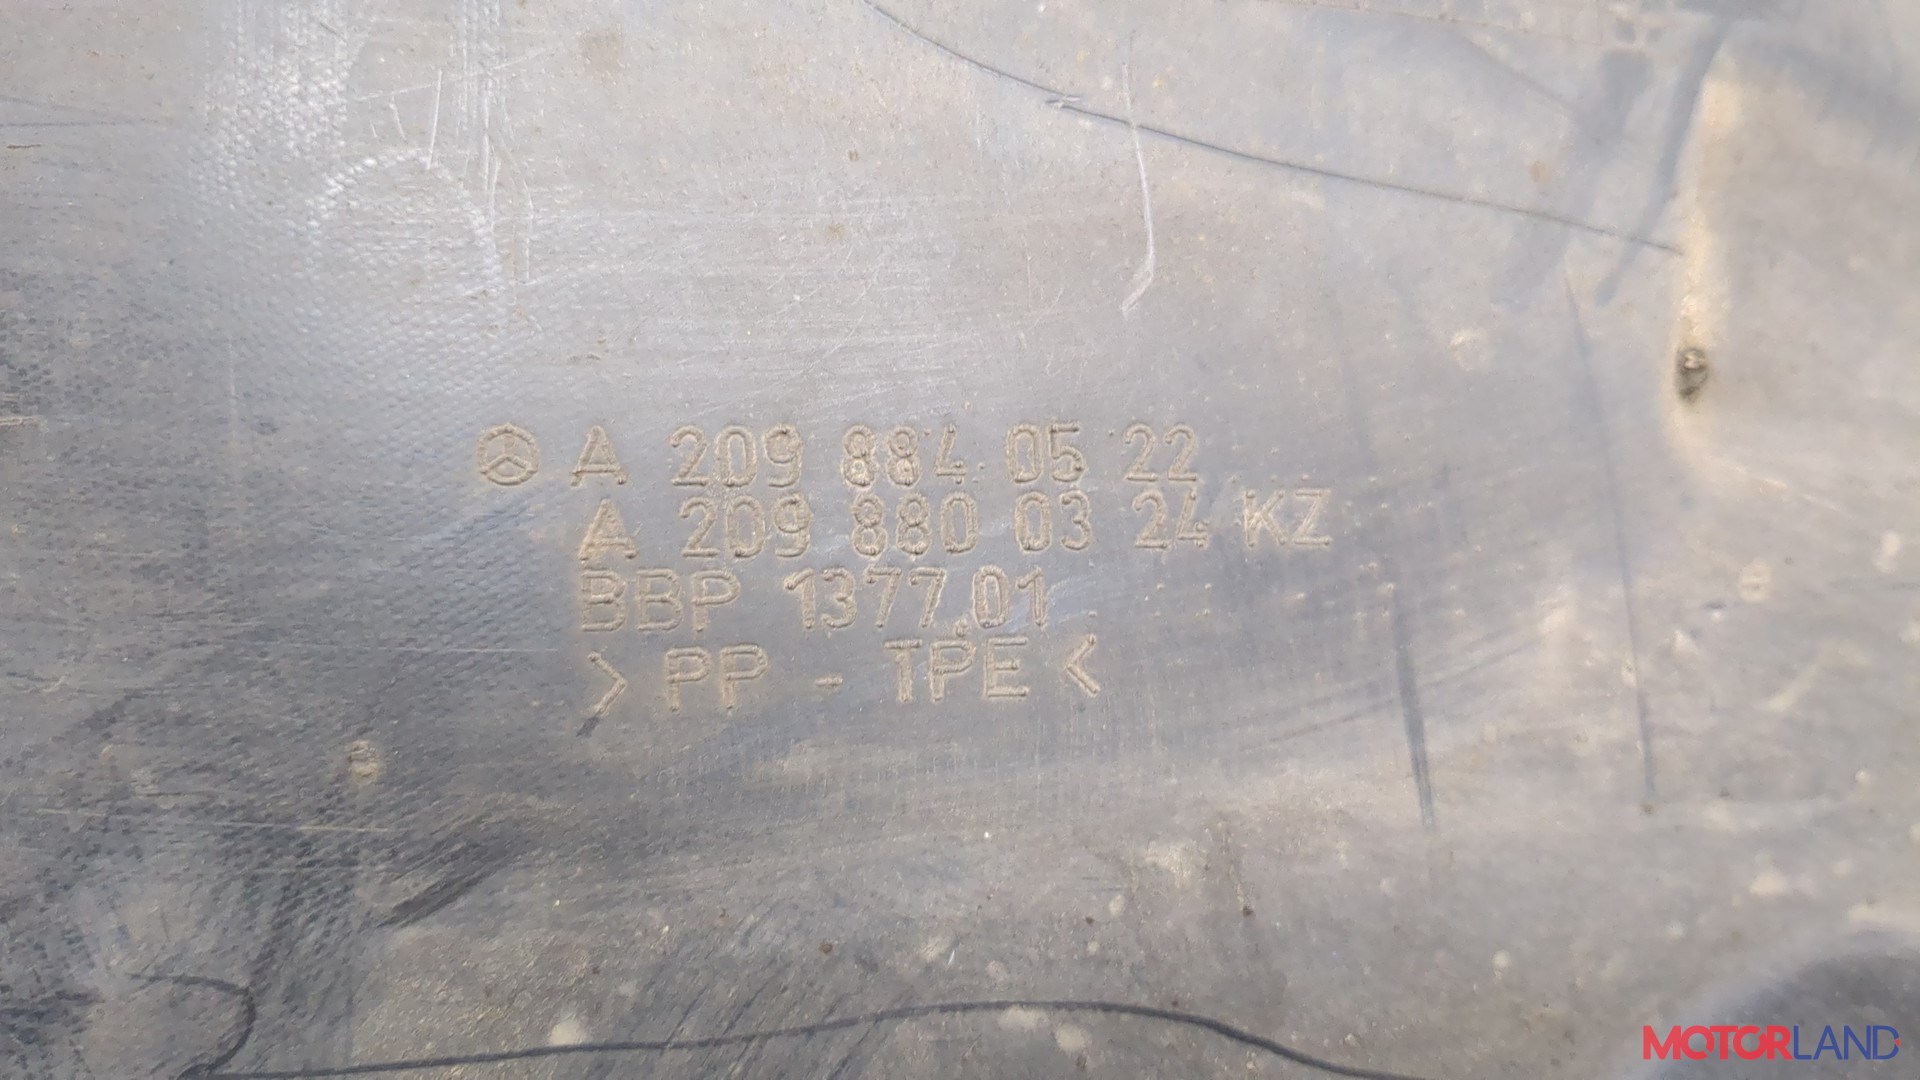 A 209 884 05 22
A 209 880 03 24 KZ
BBP 1377.01
> PP - TPE <
MOTORLAND